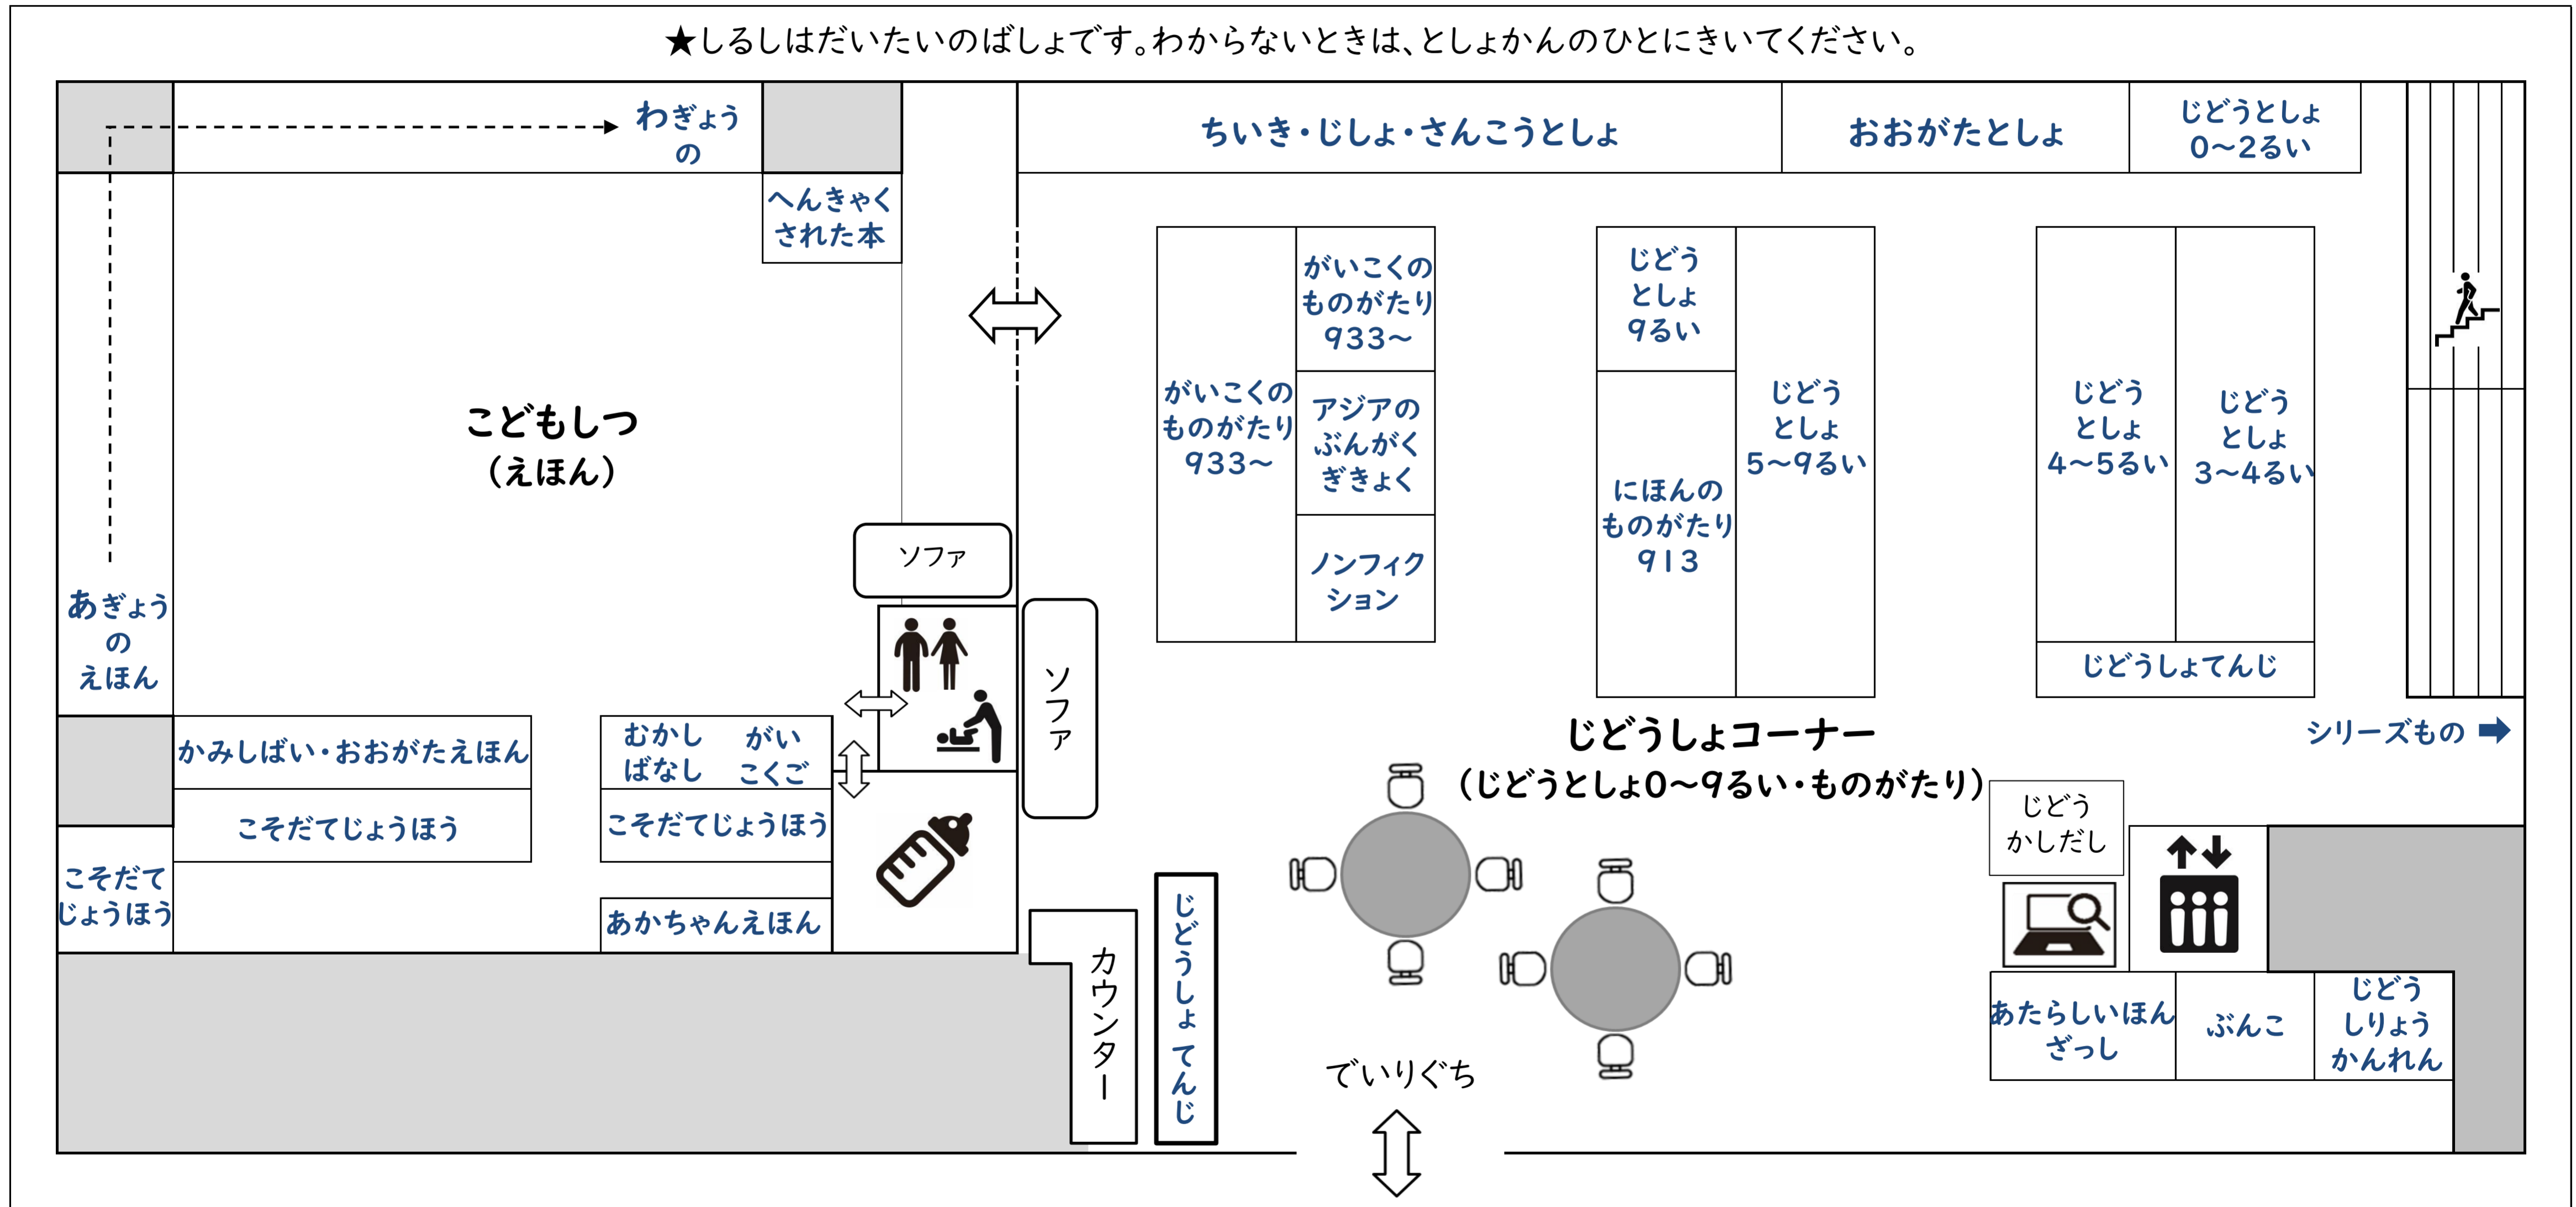 ★しるしはだいたいのばしょです。わからないときは、としょかんのひとにきいてください。
わぎょう
の
へんきゃく
された本
ちいき・じしょ・さんこうとしょ
おおがたとしょ
じどうとしょ
0～2るい
こどもしつ
（えほん）
あぎょう
の
えほん
がいこくの
ものがたり
933～
がいこくの
ものがたり
933～
アジアの
ぶんがく
ぎきょく
ノンフィク
ション
じどう
としょ
9るい
にほんの
ものがたり
913
じどう
としょ
5～9るい
じどう
としょ
4～5るい
じどう
としょ
3～4るい
じどうしょてんじ
ソファ
ソファ
かみしばい・おおがたえほん
こそだてじょうほう
むかし
ばなし
がい
こくご
こそだてじょうほう
こそだて
じょうほう
あかちゃんえほん
じどうしょコーナー
（じどうとしょ0～9るい・ものがたり）
シリーズもの
じどう
かしだし
カウンター
じどうしょ てんじ
あたらしいほん
ざっし
ぶんこ
じどう
しりょう
かんれん
でいりぐち